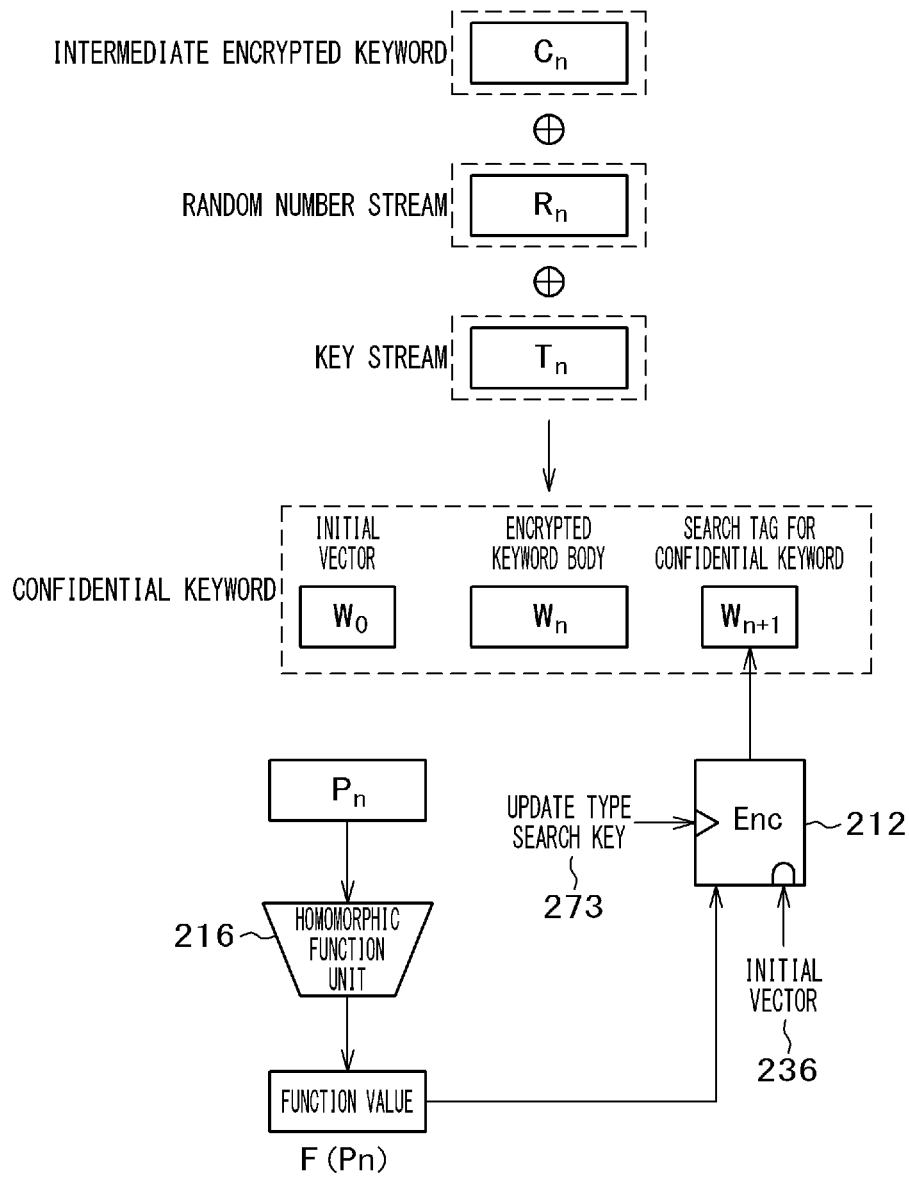 INTERMEDIATE ENCRYPTED KEYWORD
Cn
⊕
RANDOM NUMBER STREAM
Rn
⊕
KEY STREAM
Tn
CONFIDENTIAL KEYWORD
INITIAL
VECTOR
W0
ENCRYPTED
KEYWORD BODY
Wn
SEARCH TAG FOR
CONFIDENTIAL KEYWORD
Wn+1
Pn
216
HOMOMORPHIC
FUNCTION
UNIT
FUNCTION VALUE
F (Pn)
UPDATE TYPE
SEARCH KEY
273
Enc
212
INITIAL
VECTOR
236